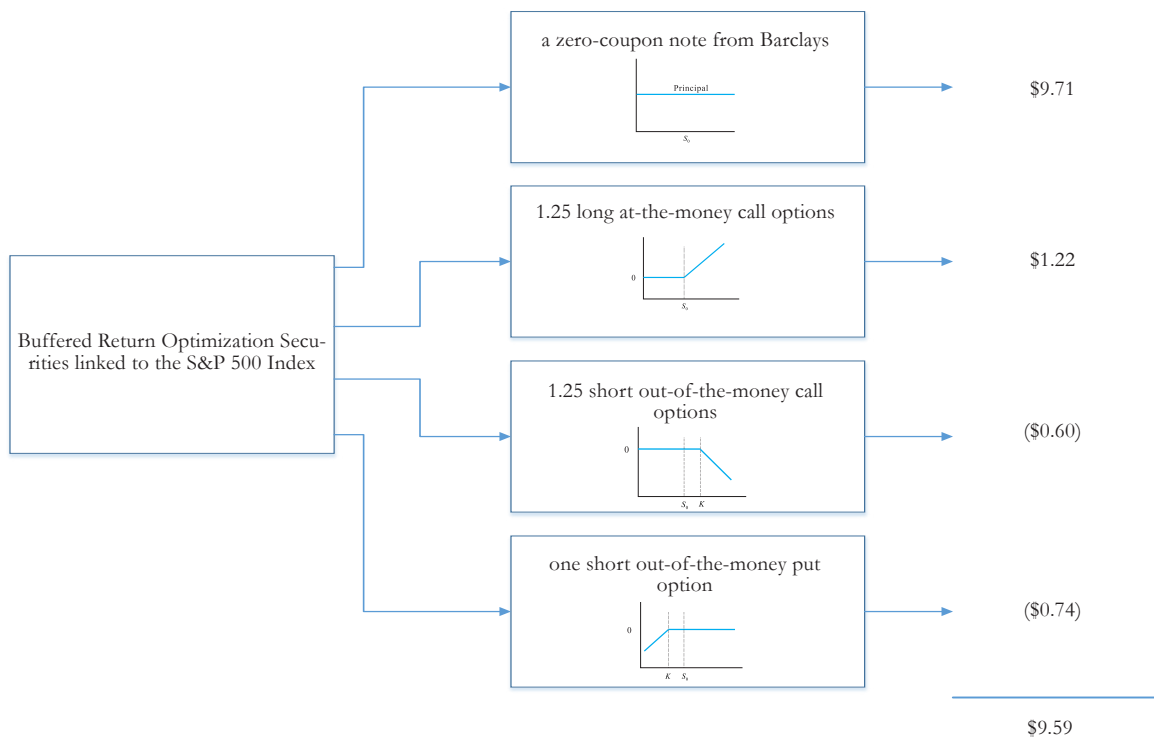 a zero-coupon note from Barclays
Principal
S₀
$9.71
1.25 long at-the-money call options
0
S₀
$1.22
Buffered Return Optimization Secu-
rities linked to the S&P 500 Index
1.25 short out-of-the-money call
options
0
S₀ K
($0.60)
one short out-of-the-money put
option
0
K S₀
($0.74)
$9.59